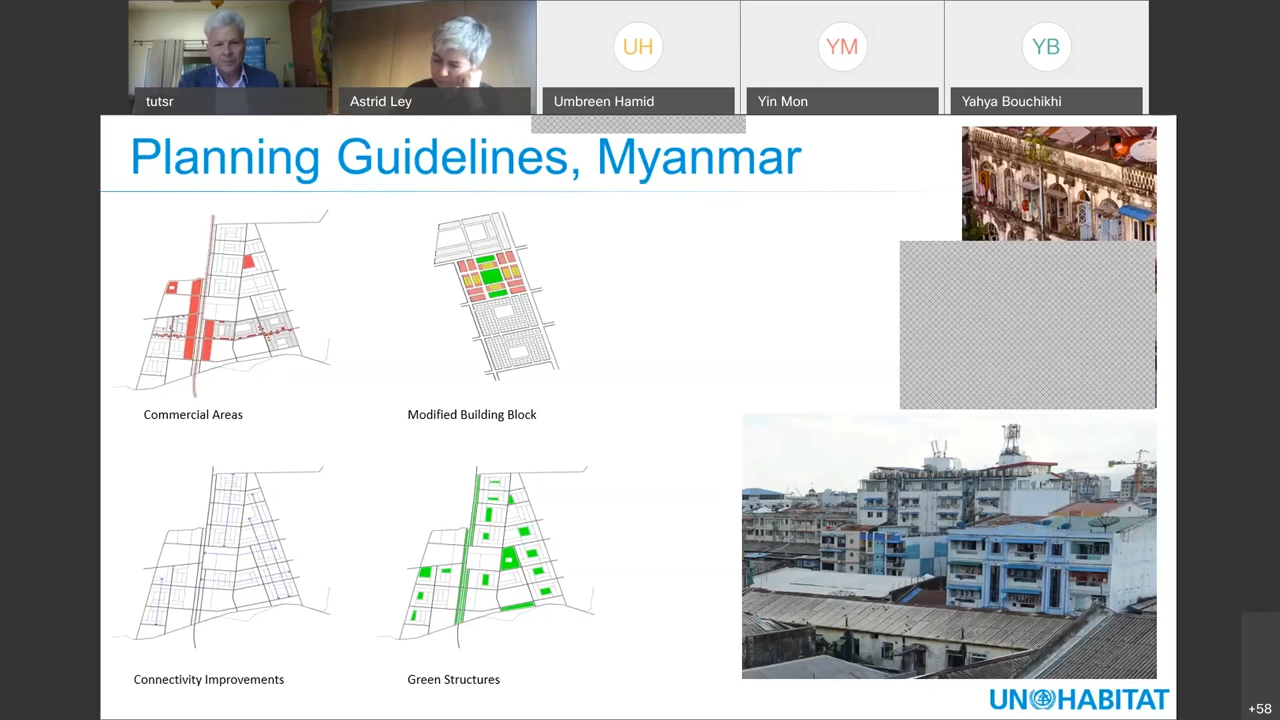 UH
YM
YB
tutsr
Astrid Ley
Umbreen Hamid
Yin Mon
Yahya Bouchikhi
Planning Guidelines, Myanmar
Commercial Areas
Modified Building Block
Connectivity Improvements
Green Structures
UN HABITAT
+58